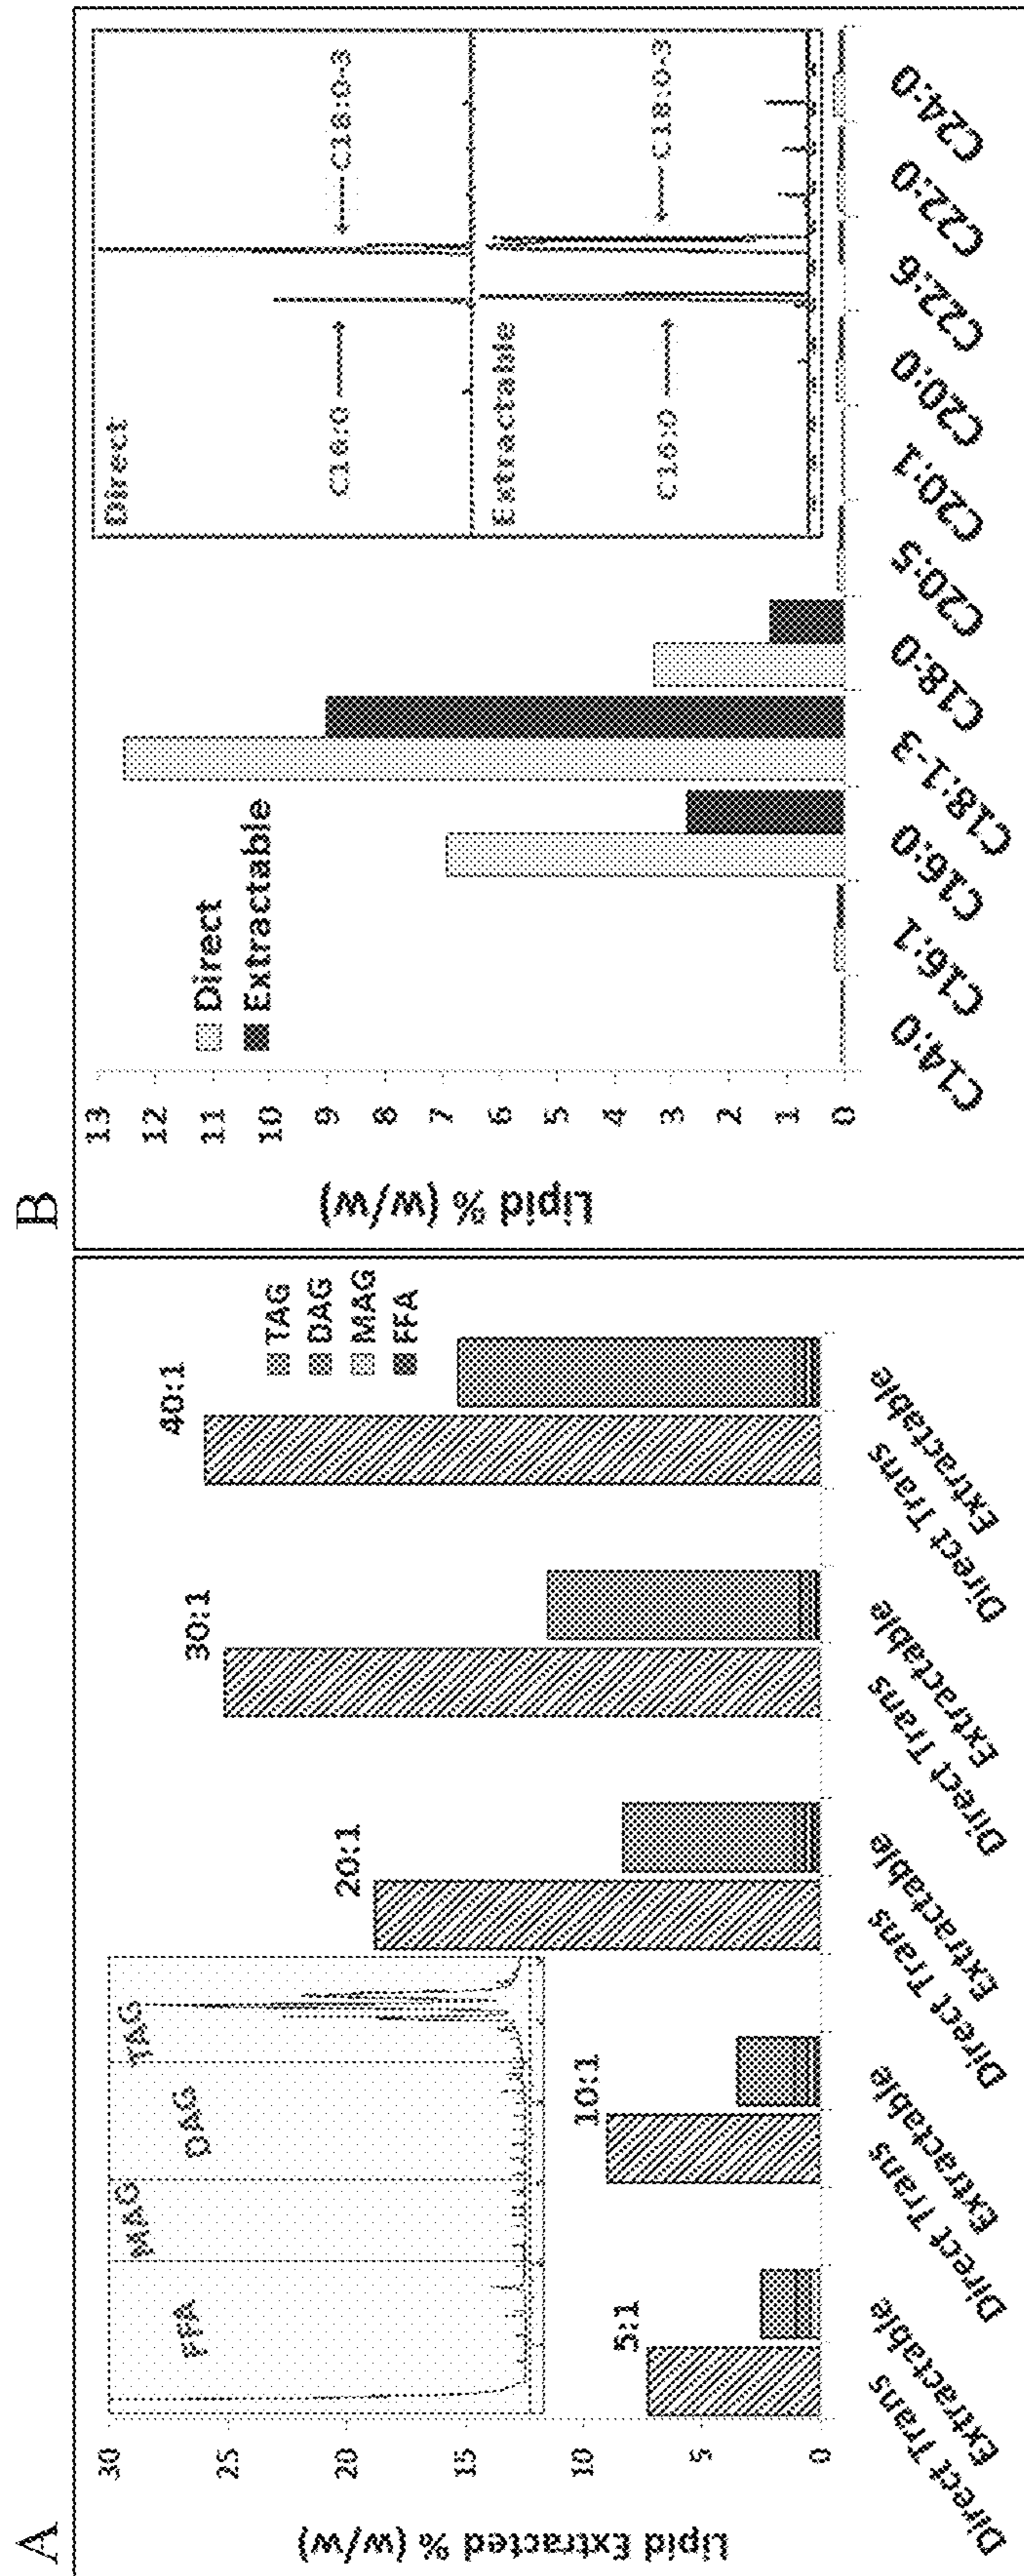 A
Lipid Extracted % (w/w)
30
25
20
15
10
5
0
FFA
MAG
DAG
TAG
5:1
10:1
20:1
30:1
40:1
TAG
DAG
MAG
FFA
Direct Trans
Extractable
Direct Trans
Extractable
Direct Trans
Extractable
Direct Trans
Extractable
Direct Trans
Extractable
B
Lipid % (w/w)
13
12
11
10
9
8
7
6
5
4
3
2
1
0
Direct
Extractable
Direct
C16:0
C18:0-3
Extractable
C16:0
C18:0-3
C14:0
C16:1
C16:0
C18:1-3
C18:0
C20:5
C20:1
C20:0
C22:6
C22:0
C24:0